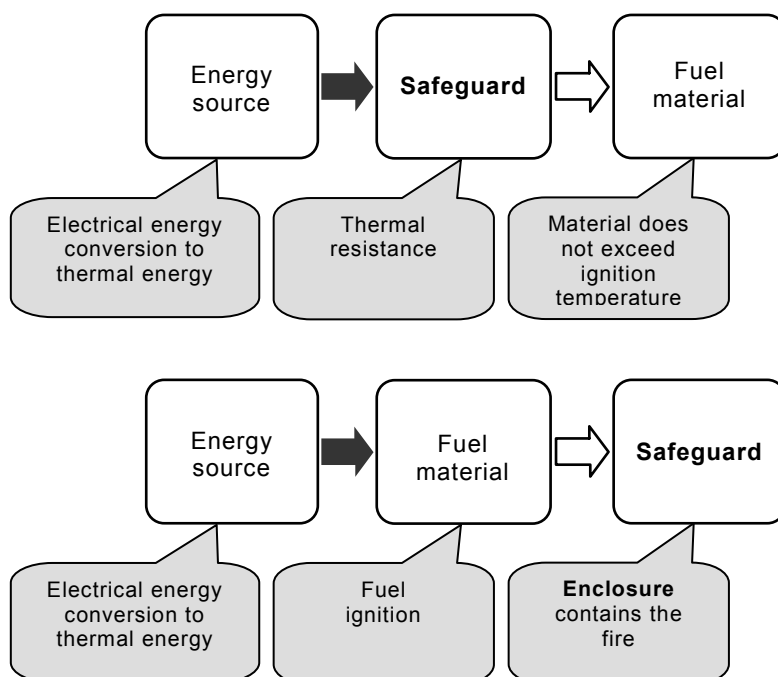 Energy
source
Safeguard
Fuel
material
Electrical energy
conversion to
thermal energy
Thermal
resistance
Material does
not exceed
ignition
temperature
Energy
source
Fuel
material
Safeguard
Electrical energy
conversion to
thermal energy
Fuel
ignition
Enclosure
contains the
fire